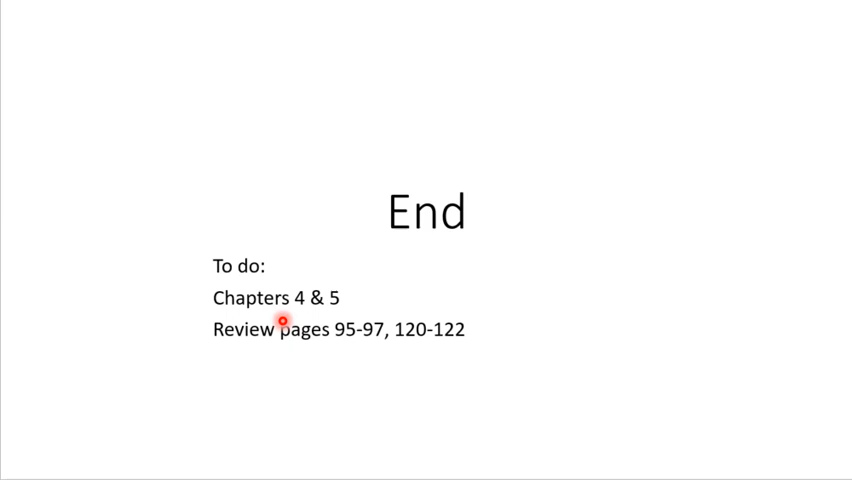 End
To do:
Chapters 4 & 5
Review pages 95-97, 120-122